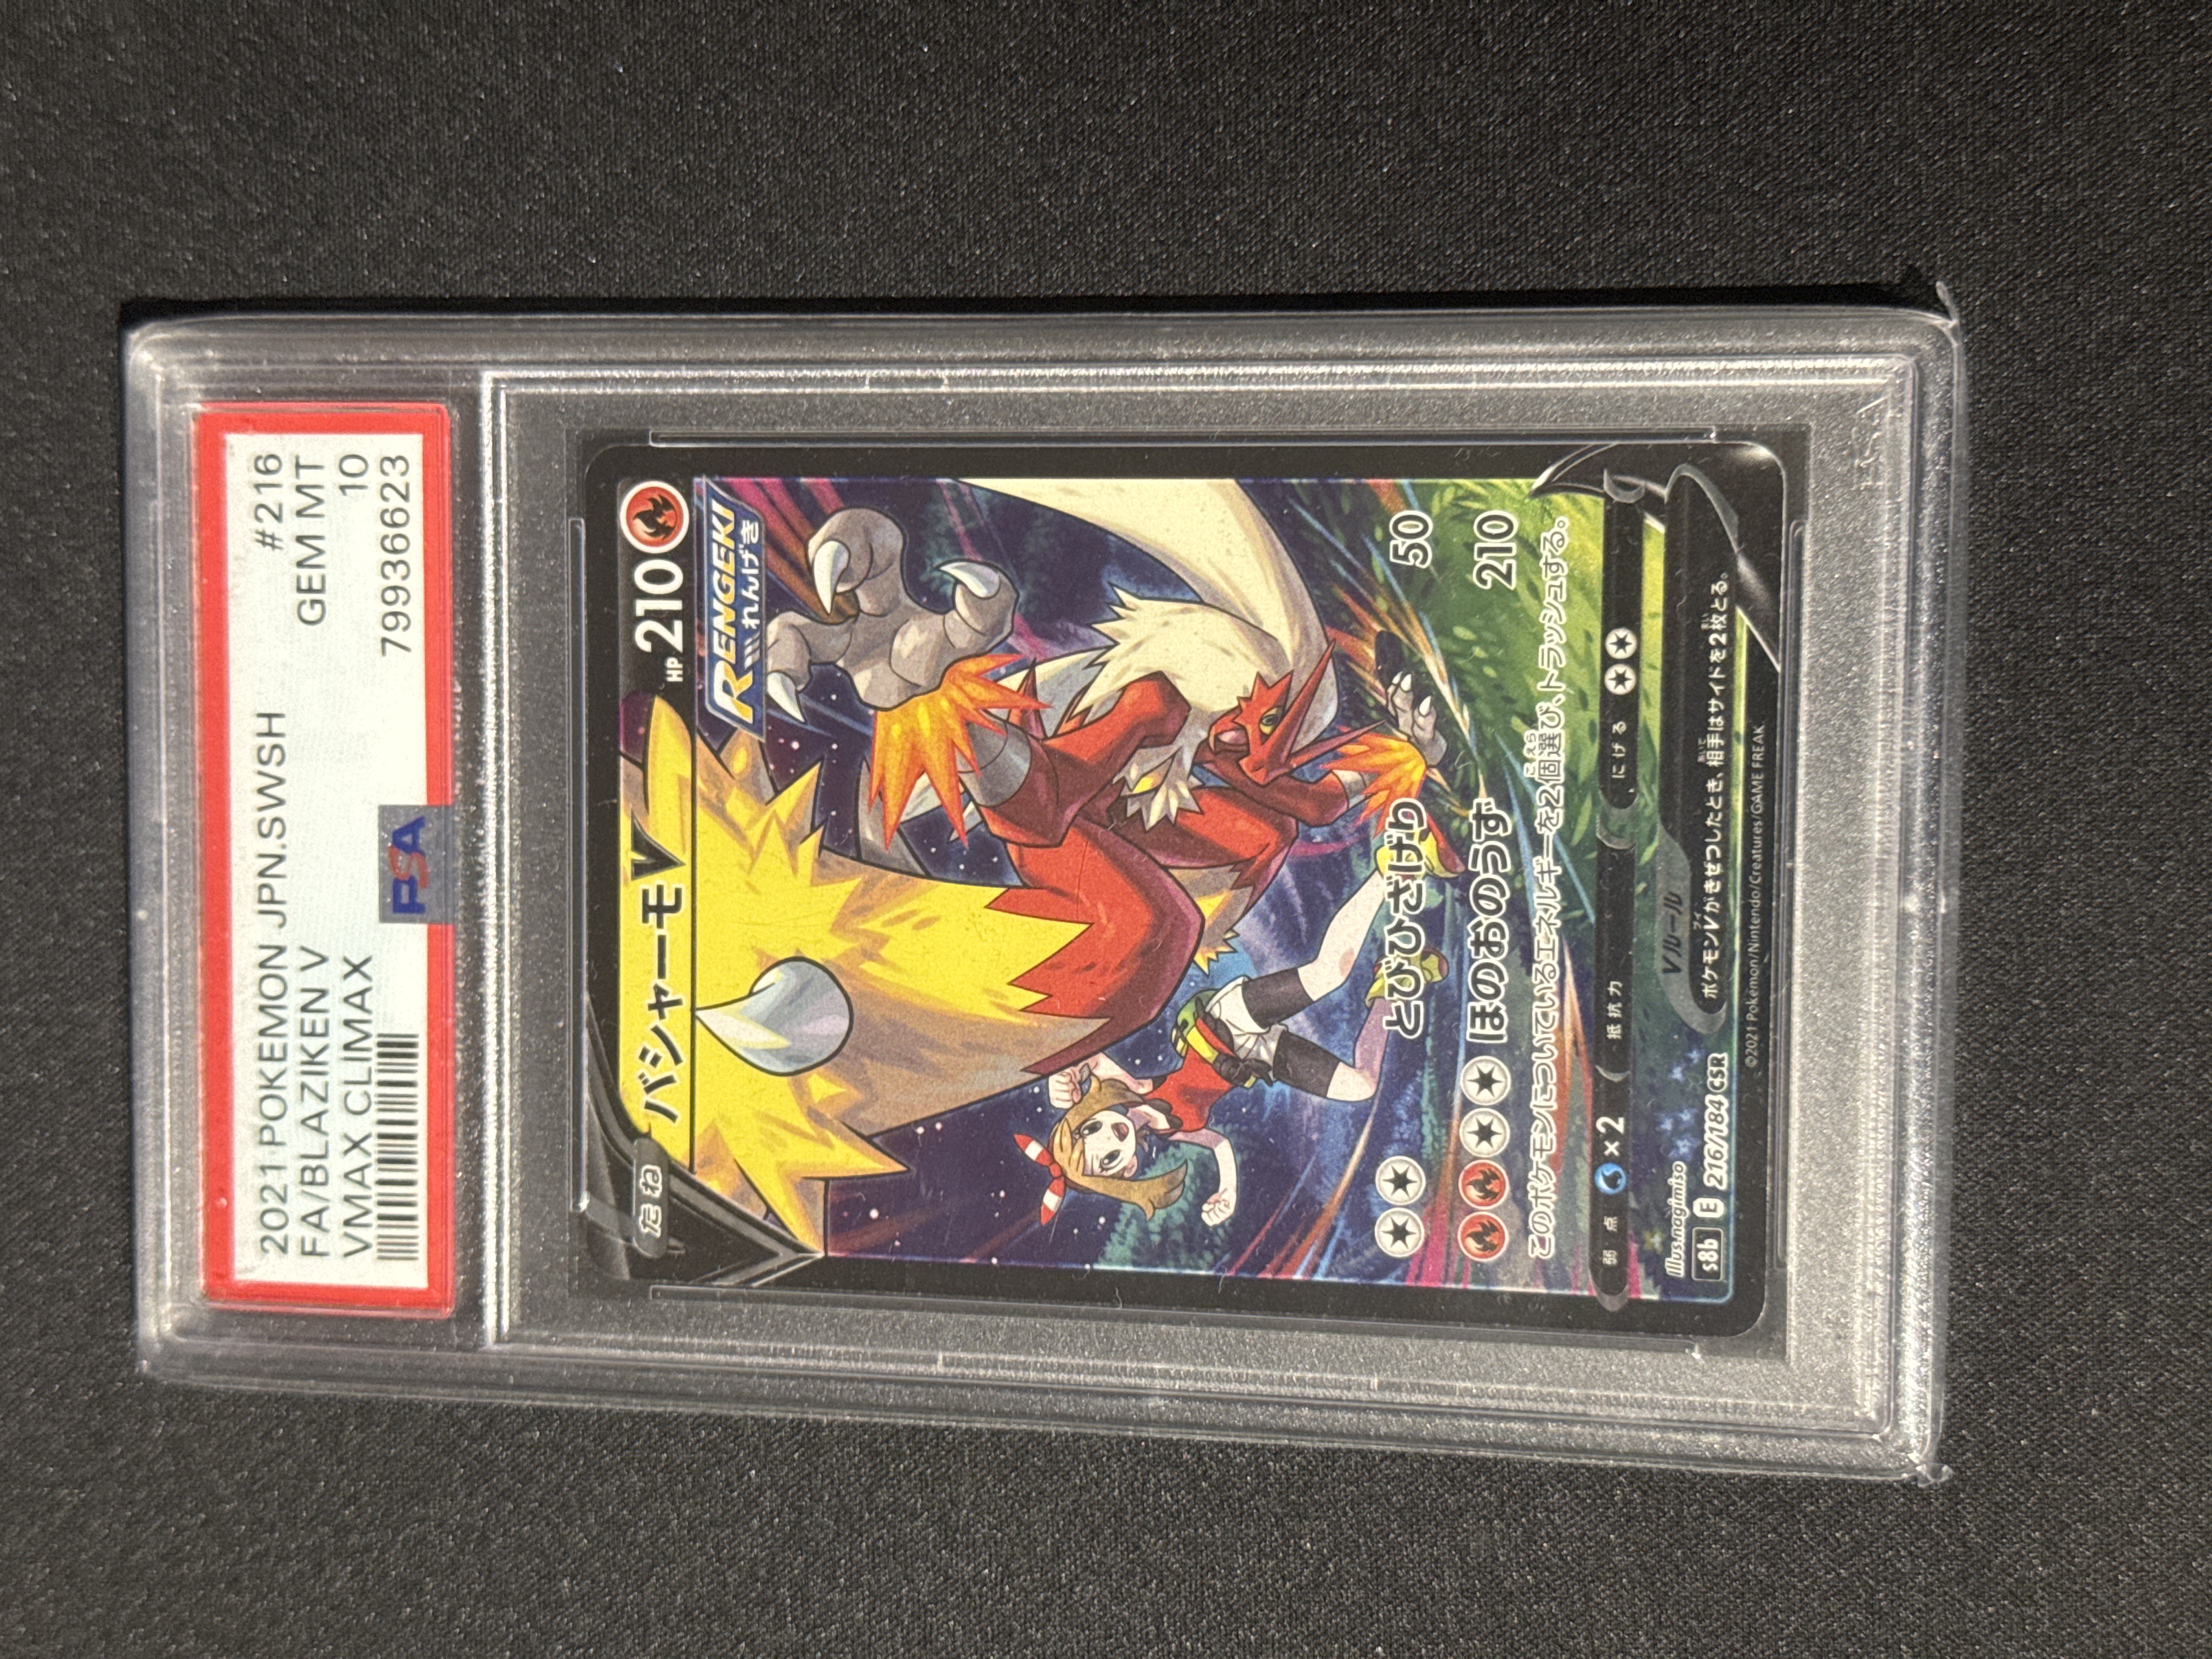 2021 POKEMON JPN.SWSH #216
FA/BLAZIKEN V GEM MT
VMAX CLIMAX 10
PSA 79936623
たね バシャーモV HP 210
RENGEKI
れんげき
とびひざげり 50
ほのおのうず 210
このポケモンについているエネルギーを2個選び、トラッシュする。
弱点 ×2 抵抗力 にげる
Illus.nagimiso
Vルール
s8b E 216/184 CSR
ポケモンVがきぜつしたとき、相手はサイドを2枚とる。
©2021 Pokémon/Nintendo/Creatures/GAME FREAK